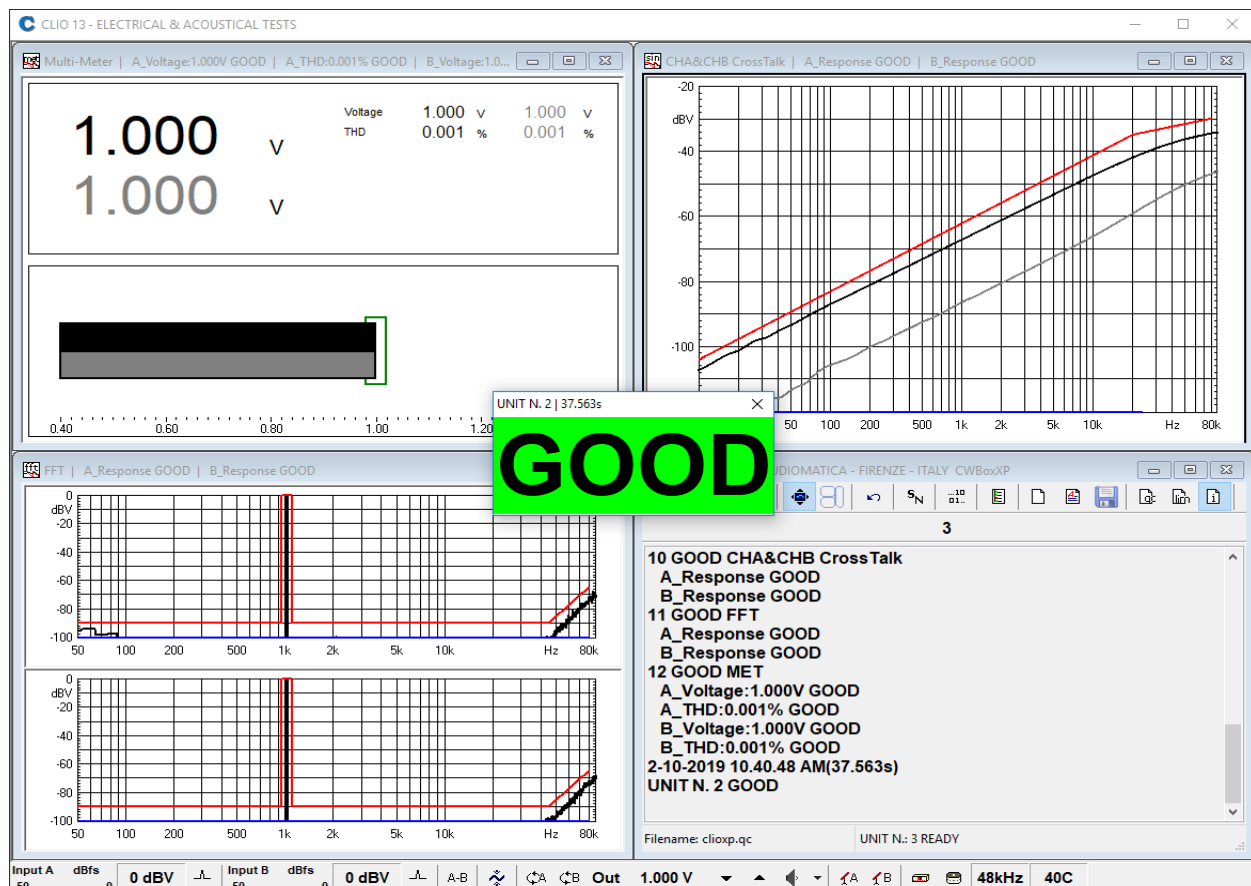 CLIO 13 - ELECTRICAL & ACOUSTICAL TESTS
Multi-Meter | A_Voltage:1.000V GOOD | A_THD:0.001% GOOD | B_Voltage:1.0...
1.000 V
1.000 V
Voltage 1.000 V 1.000 V
THD 0.001 % 0.001 %
0.40 0.60 0.80 1.00 1.20
CHA&CHB CrossTalk | A_Response GOOD | B_Response GOOD
-20
dBV
-40
-60
-80
-100
50 100 200 500 1k 2k 5k 10k Hz 80k
UNIT N. 2 | 37.563s
GOOD
FFT | A_Response GOOD | B_Response GOOD
0
dBV
-20
-40
-60
-80
-100
50 100 200 500 1k 2k 5k 10k Hz 80k
0
dBV
-20
-40
-60
-80
-100
50 100 200 500 1k 2k 5k 10k Hz 80k
- FIRENZE - ITALY CWBoxXP
3
10 GOOD CHA&CHB CrossTalk
A_Response GOOD
B_Response GOOD
11 GOOD FFT
A_Response GOOD
B_Response GOOD
12 GOOD MET
A_Voltage:1.000V GOOD
A_THD:0.001% GOOD
B_Voltage:1.000V GOOD
B_THD:0.001% GOOD
2-10-2019 10.40.48 AM(37.563s)
UNIT N. 2 GOOD
Filename: clioxp.qc UNIT N.: 3 READY
Input A dBfs 0 dBV Input B dBfs 0 dBV A-B A B Out 1.000 V A B 48kHz 40C